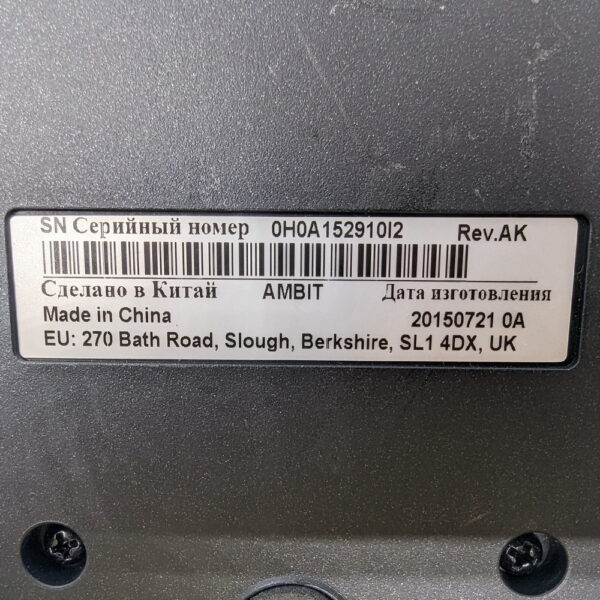 SN Серийный номер 0H0A152910I2 Rev.AK
Сделано в Китай AMBIT Дата изготовления
Made in China 20150721 0A
EU: 270 Bath Road, Slough, Berkshire, SL1 4DX, UK